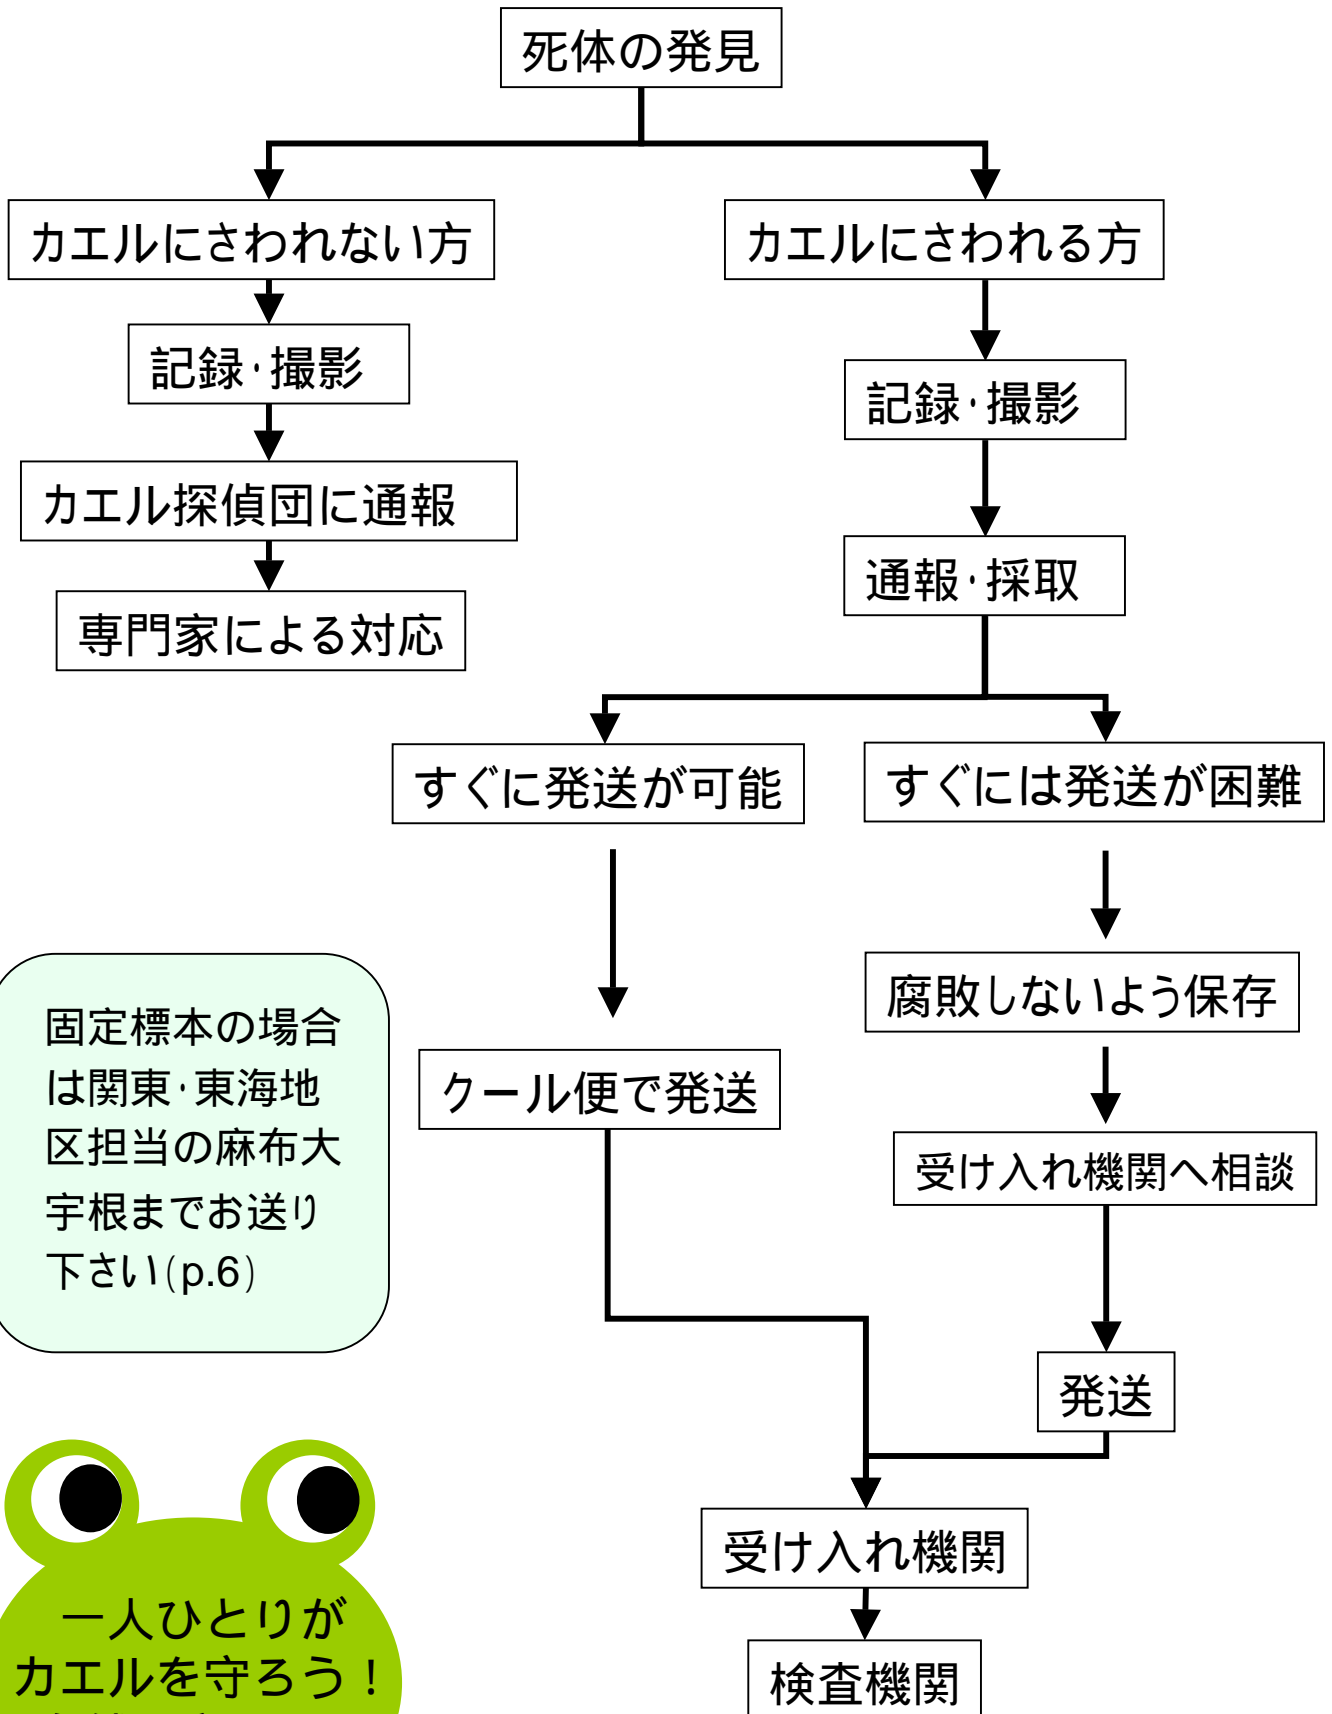 死体の発見
カエルにさわれない方
カエルにさわれる方
記録・撮影
記録・撮影
カエル探偵団に通報
通報・採取
専門家による対応
すぐに発送が可能
すぐには発送が困難
腐敗しないよう保存
固定標本の場合
は関東・東海地
区担当の麻布大
宇根までお送り
下さい(p.6)
クール便で発送
受け入れ機関へ相談
発送
受け入れ機関
一人ひとりが
カエルを守ろう！
検査機関